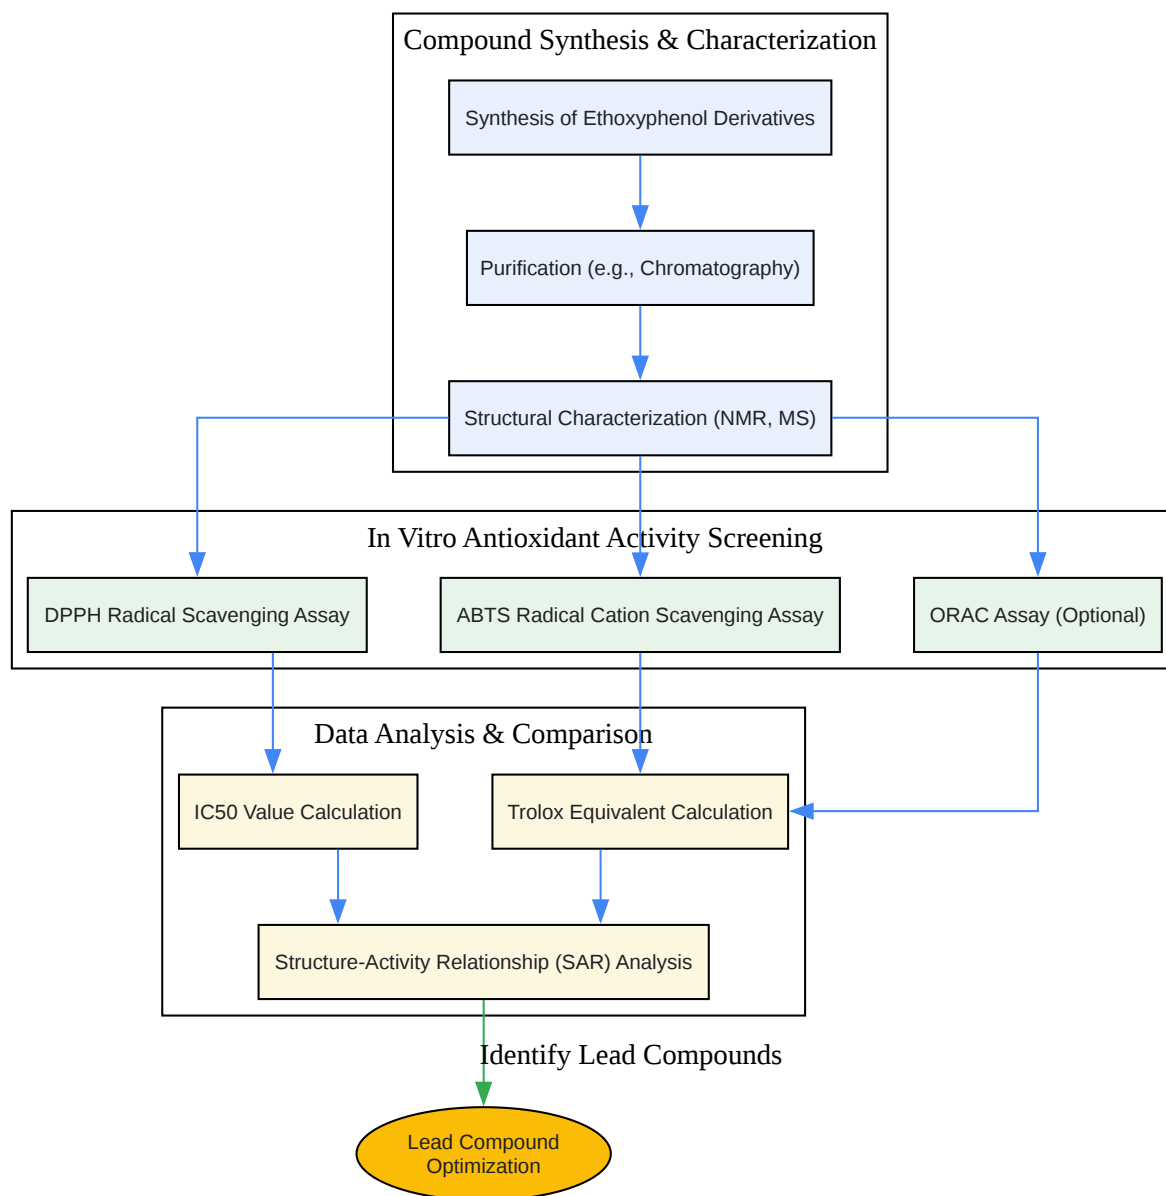 Compound Synthesis & Characterization
Synthesis of Ethoxyphenol Derivatives
Purification (e.g., Chromatography)
Structural Characterization (NMR, MS)
In Vitro Antioxidant Activity Screening
DPPH Radical Scavenging Assay
ABTS Radical Cation Scavenging Assay
ORAC Assay (Optional)
Data Analysis & Comparison
IC50 Value Calculation
Trolox Equivalent Calculation
Structure-Activity Relationship (SAR) Analysis
Identify Lead Compounds
Lead Compound
Optimization